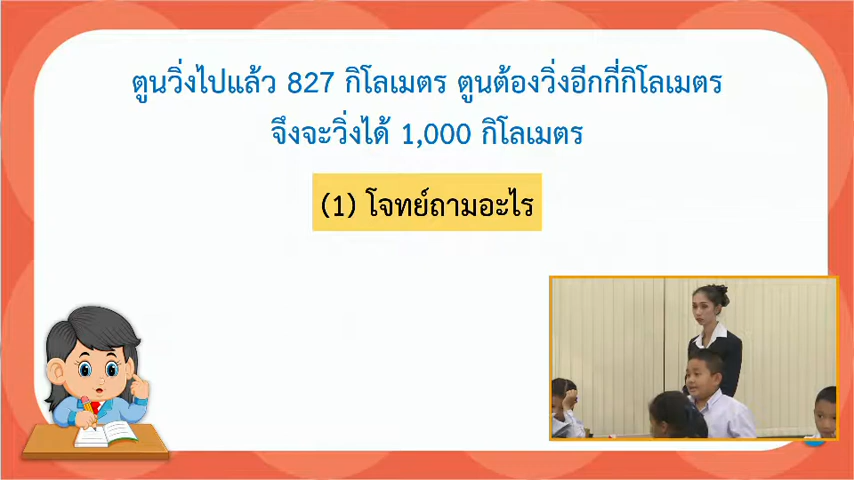 ตูนวิ่งไปแล้ว 827 กิโลเมตร ตูนต้องวิ่งอีกกี่กิโลเมตร
จึงจะวิ่งได้ 1,000 กิโลเมตร
(1) โจทย์ถามอะไร